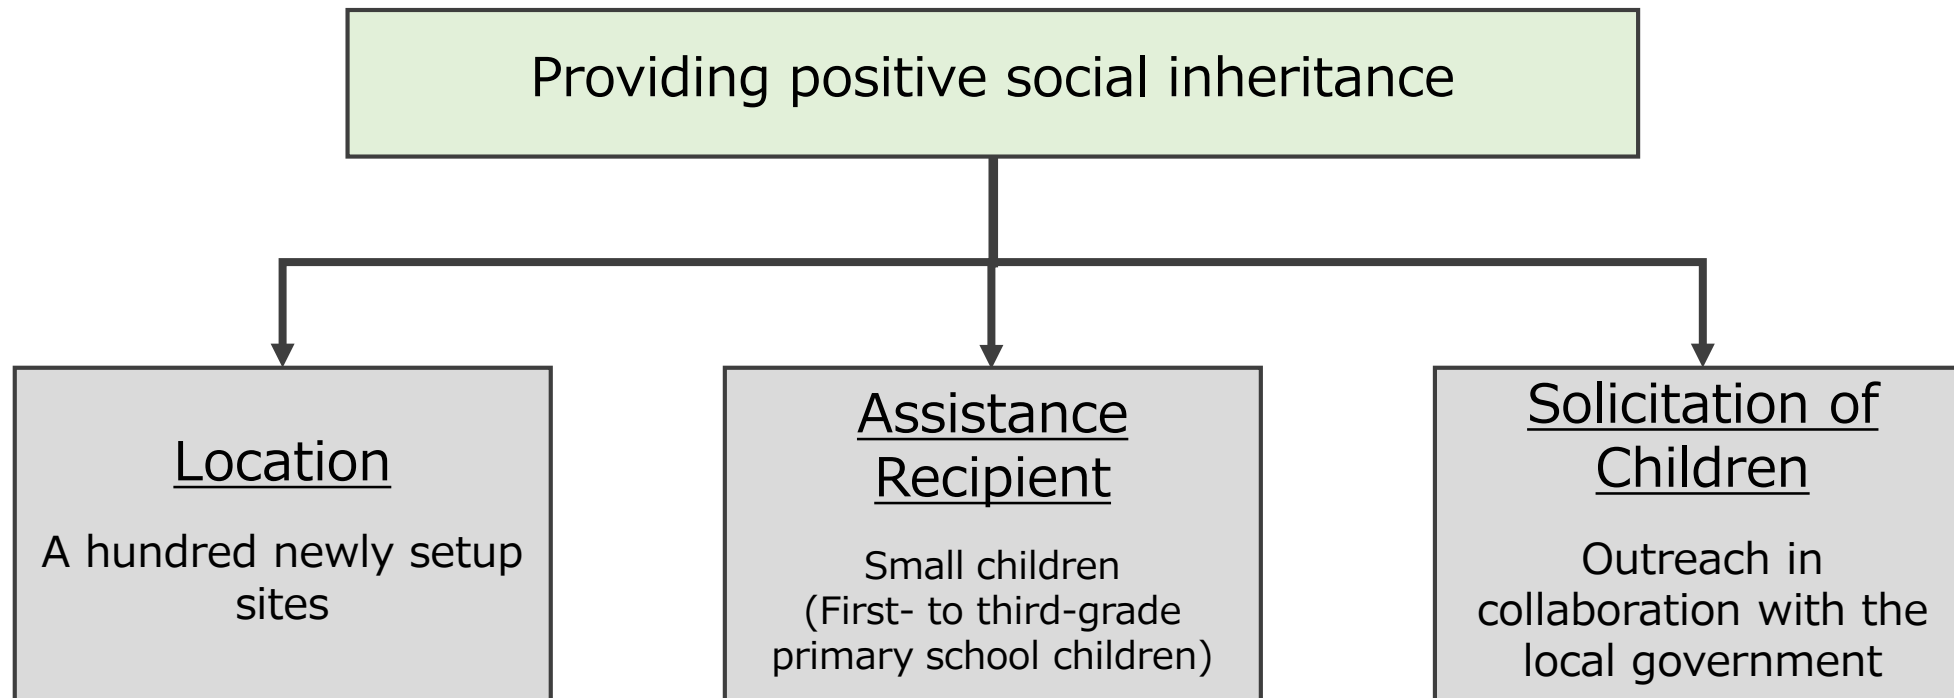 Providing positive social inheritance
Location
A hundred newly setup
sites
Assistance
Recipient
Small children
(First- to third-grade
primary school children)
Solicitation of
Children
Outreach in
collaboration with the
local government